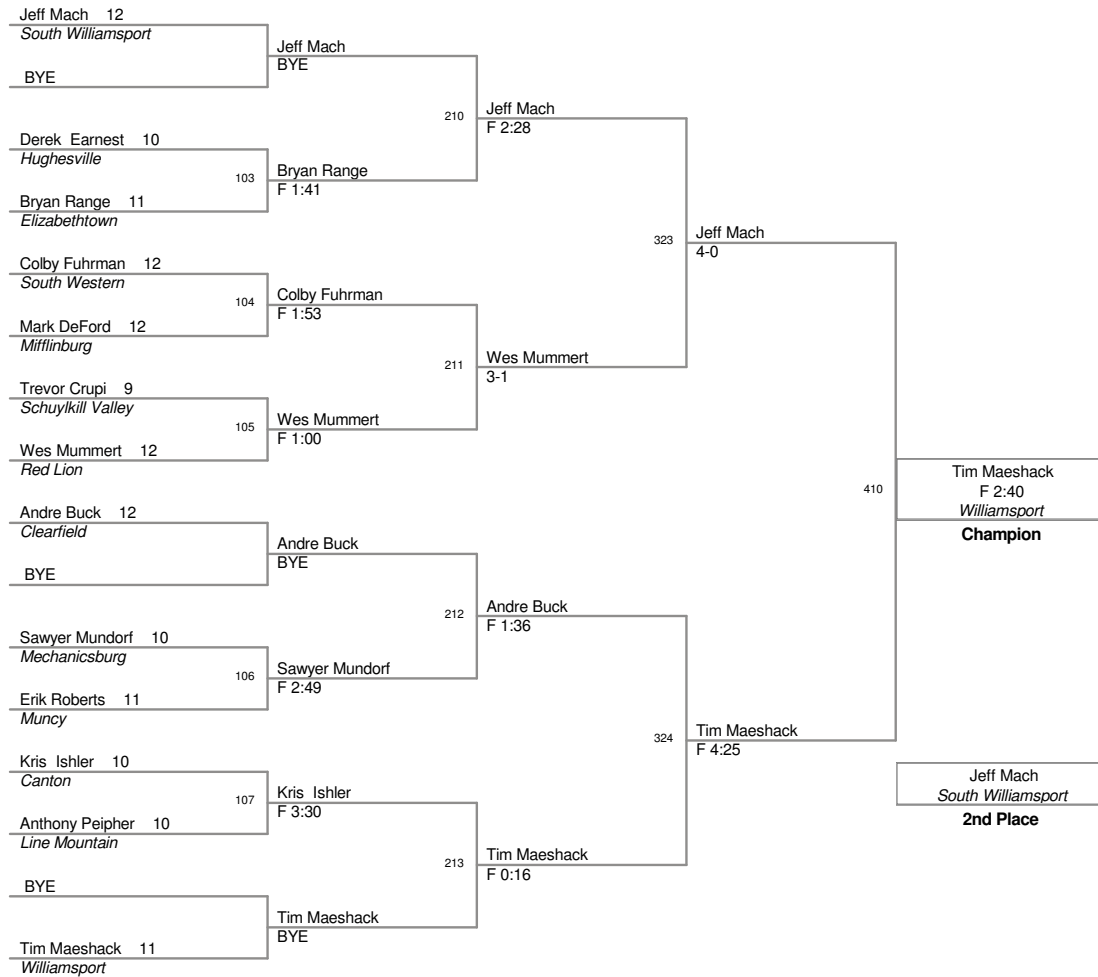 Jeff Mach 12
South Williamsport
BYE
Derek Earnest 10
Hughesville
Bryan Range 11
Elizabethtown
Colby Fuhrman 12
South Western
Mark DeFord 12
Mifflinburg
Trevor Crupi 9
Schuylkill Valley
Wes Mummert 12
Red Lion
Andre Buck 12
Clearfield
BYE
Sawyer Mundorf 10
Mechanicsburg
Erik Roberts 11
Muncy
Kris Ishler 10
Canton
Anthony Peipher 10
Line Mountain
BYE
Tim Maeshack 11
Williamsport
103
104
105
106
107
Jeff Mach
BYE
Bryan Range
F 1:41
Colby Fuhrman
F 1:53
Wes Mummert
F 1:00
Andre Buck
BYE
Sawyer Mundorf
F 2:49
Kris Ishler
F 3:30
Tim Maeshack
BYE
210
211
212
213
Jeff Mach
F 2:28
Wes Mummert
3-1
Andre Buck
F 1:36
Tim Maeshack
F 0:16
323
324
Jeff Mach
4-0
Tim Maeshack
F 4:25
410
Tim Maeshack
F 2:40
Williamsport
Champion
Jeff Mach
South Williamsport
2nd Place